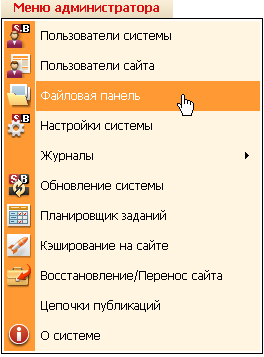 Меню администратора
Пользователи системы
Пользователи сайта
Файловая панель
Настройки системы
Журналы
Обновление системы
Планировщик заданий
Кэширование на сайте
Восстановление/Перенос сайта
Цепочки публикаций
О системе